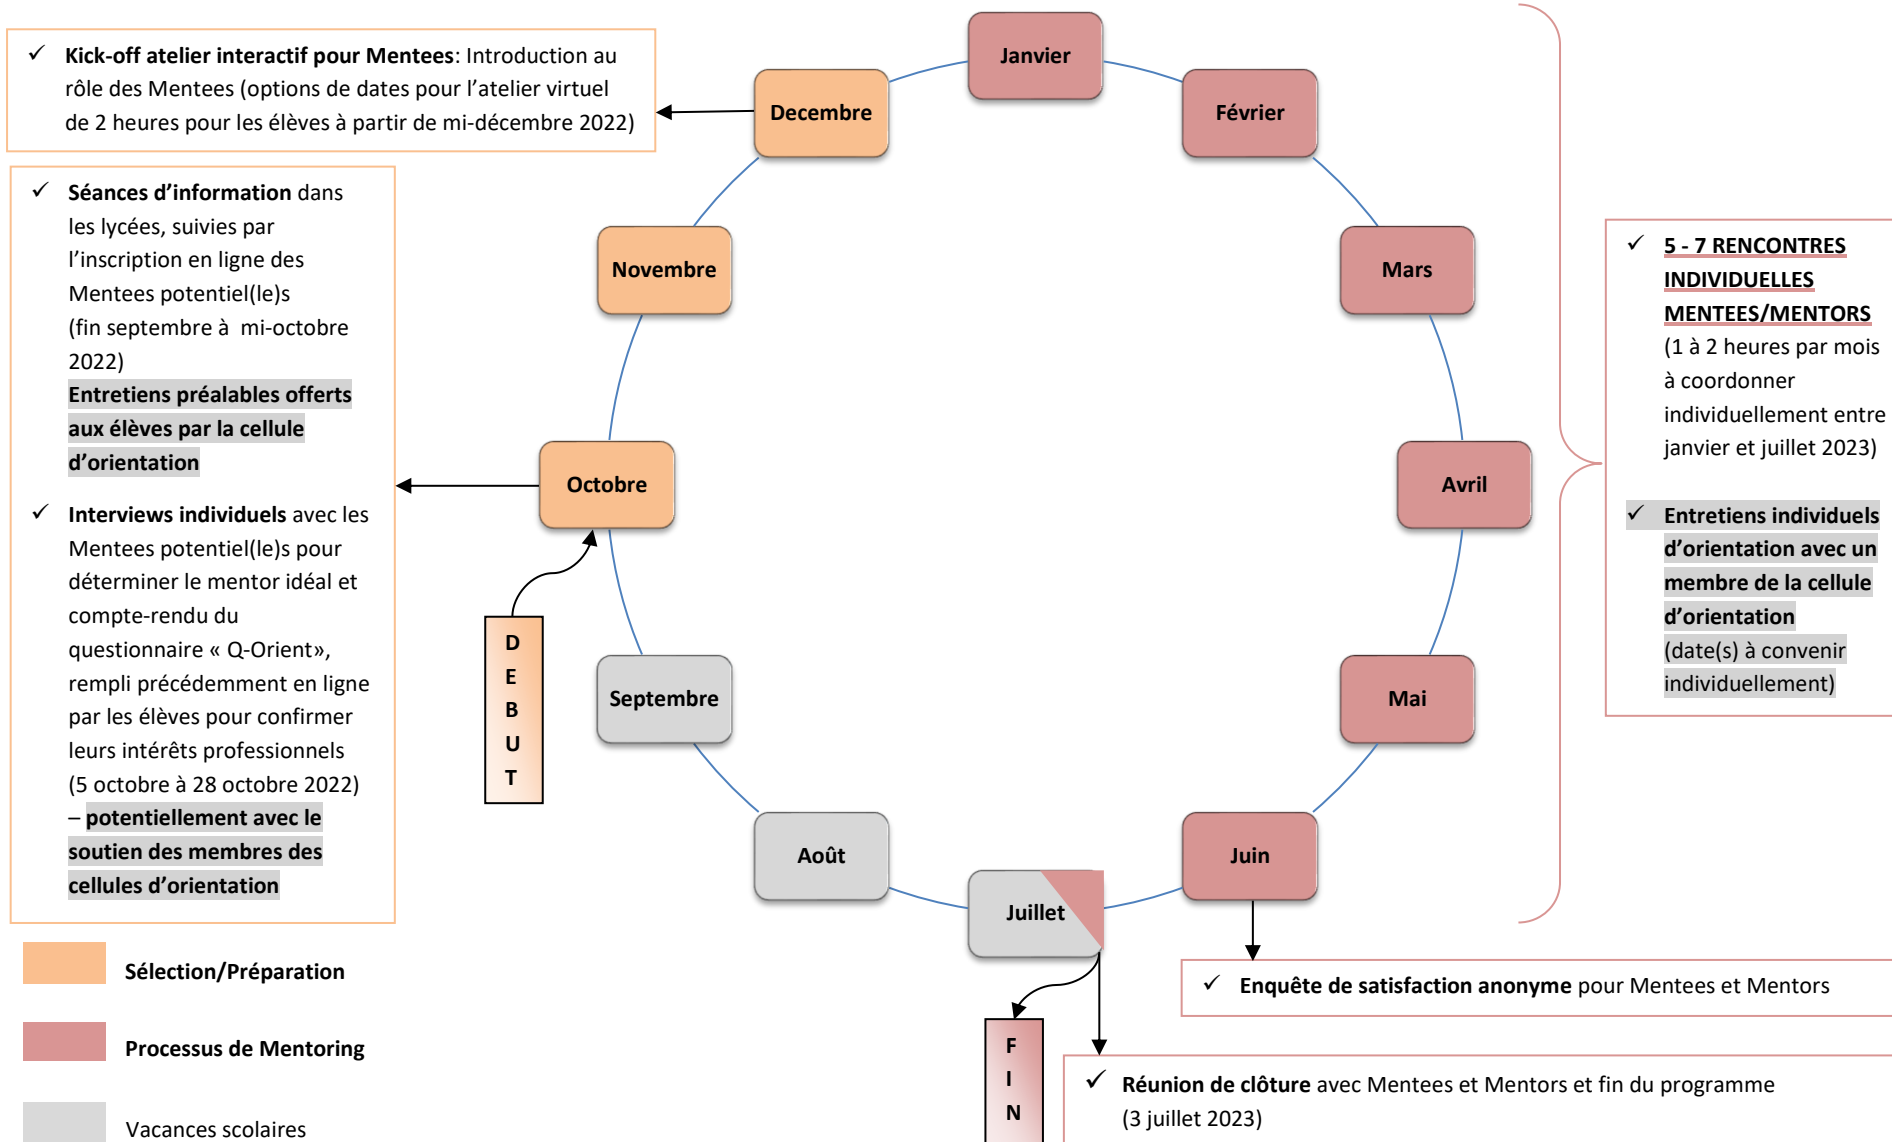 ✓ Kick-off atelier interactif pour Mentees: Introduction au
rôle des Mentees (options de dates pour l'atelier virtuel
de 2 heures pour les élèves à partir de mi-décembre 2022)
✓ Séances d'information dans
les lycées, suivies par
l'inscription en ligne des
Mentees potentiel(le)s
(fin septembre à mi-octobre
2022)
Entretiens préalables offerts
aux élèves par la cellule
d'orientation
✓ Interviews individuels avec les
Mentees potentiel(le)s pour
déterminer le mentor idéal et
compte-rendu du
questionnaire « Q-Orient»,
rempli précédemment en ligne
par les élèves pour confirmer
leurs intérêts professionnels
(5 octobre à 28 octobre 2022)
– potentiellement avec le
soutien des membres des
cellules d'orientation
Janvier
Février
Mars
Avril
Mai
Juin
Juillet
Août
Septembre
Octobre
Novembre
Decembre
D
E
B
U
T
F
I
N
✓ 5 - 7 RENCONTRES
INDIVIDUELLES
MENTEES/MENTORS
(1 à 2 heures par mois
à coordonner
individuellement entre
janvier et juillet 2023)
✓ Entretiens individuels
d'orientation avec un
membre de la cellule
d'orientation
(date(s) à convenir
individuellement)
✓ Enquête de satisfaction anonyme pour Mentees et Mentors
✓ Réunion de clôture avec Mentees et Mentors et fin du programme
(3 juillet 2023)
Sélection/Préparation
Processus de Mentoring
Vacances scolaires